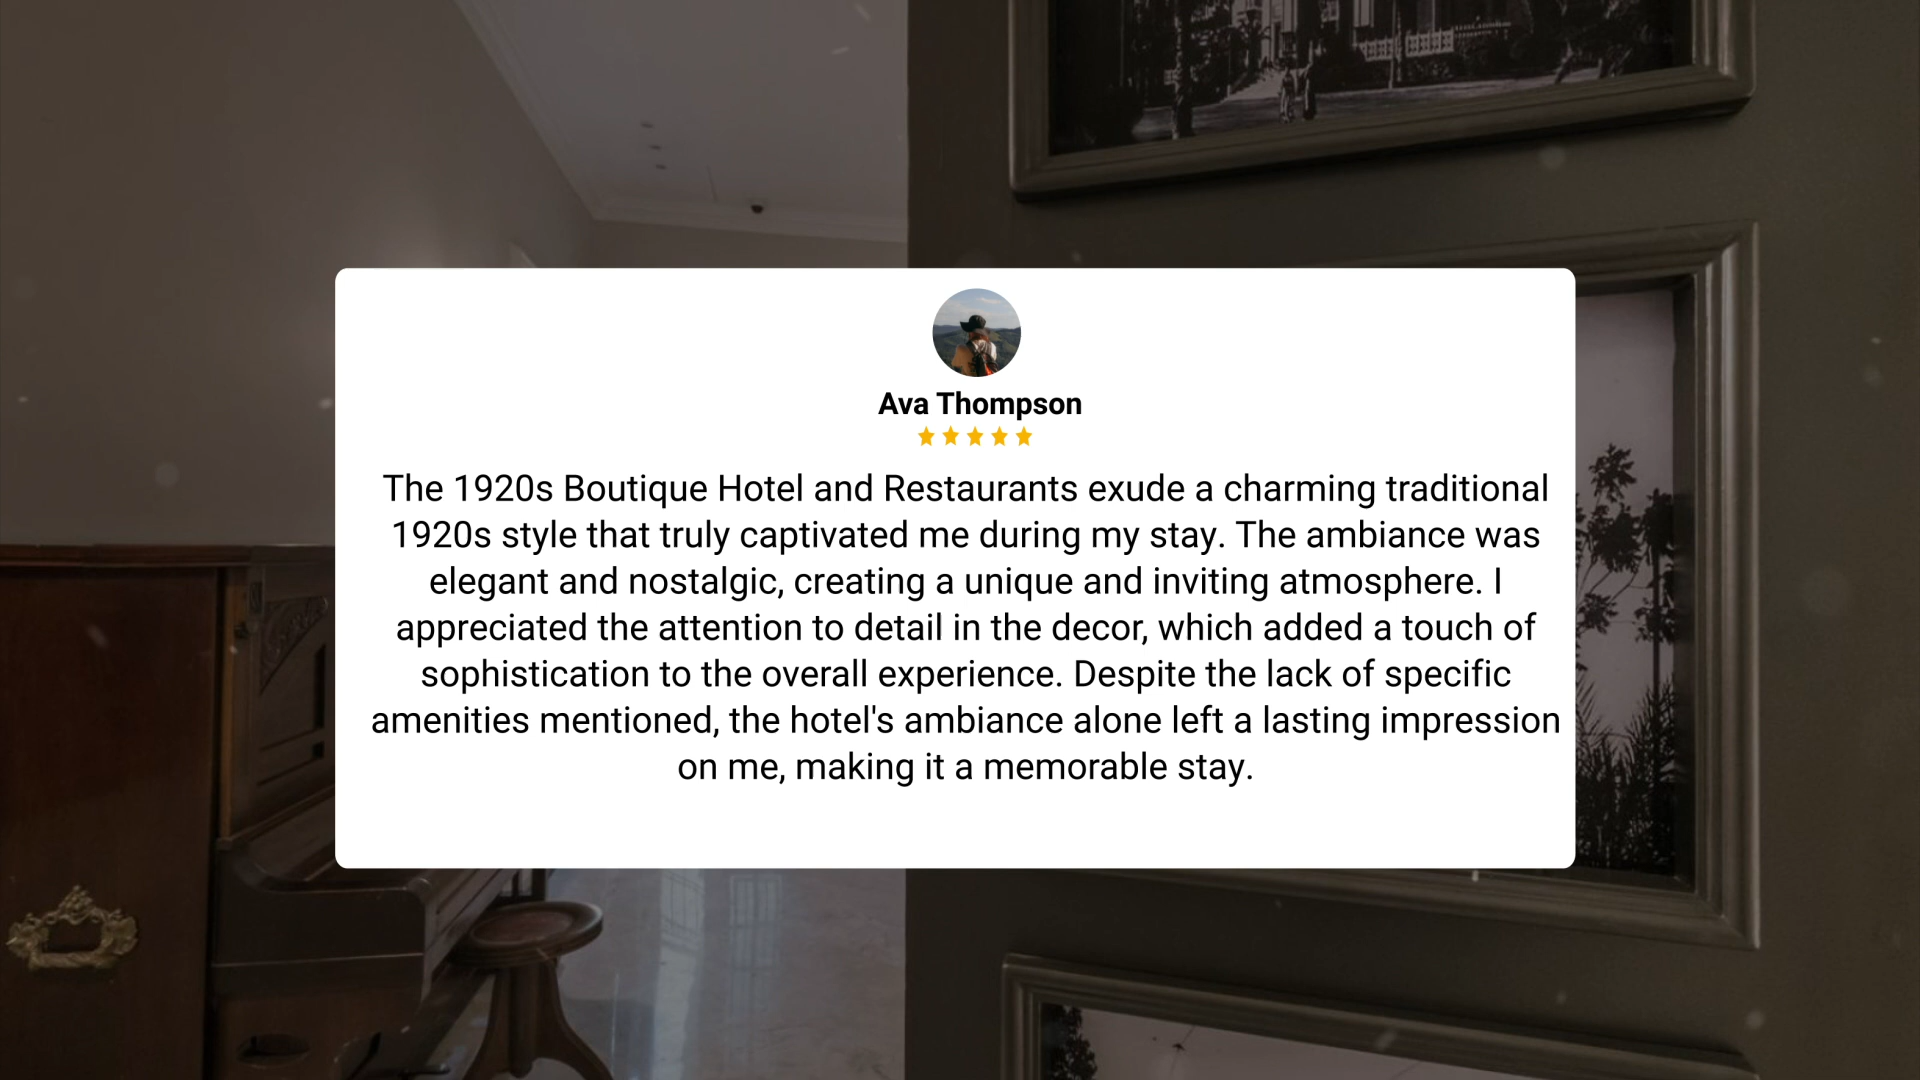 Ava Thompson
The 1920s Boutique Hotel and Restaurants exude a charming traditional
1920s style that truly captivated me during my stay. The ambiance was
elegant and nostalgic, creating a unique and inviting atmosphere. I
appreciated the attention to detail in the decor, which added a touch of
sophistication to the overall experience. Despite the lack of specific
amenities mentioned, the hotel's ambiance alone left a lasting impression
on me, making it a memorable stay.